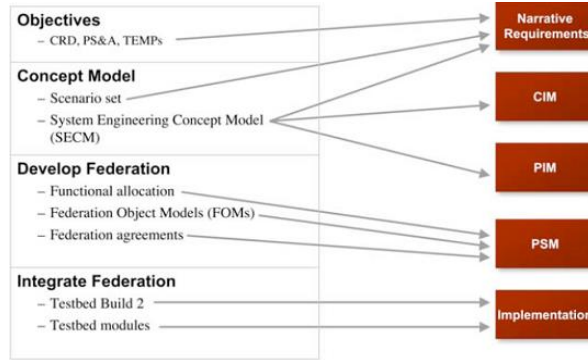 Objectives
– CRD, PS&A, TEMPs
Concept Model
– Scenario set
– System Engineering Concept Model
(SECM)
Develop Federation
– Functional allocation
– Federation Object Models (FOMs)
– Federation agreements
Integrate Federation
– Testbed Build 2
– Testbed modules
Narrative
Requirements
CIM
PIM
PSM
Implementation